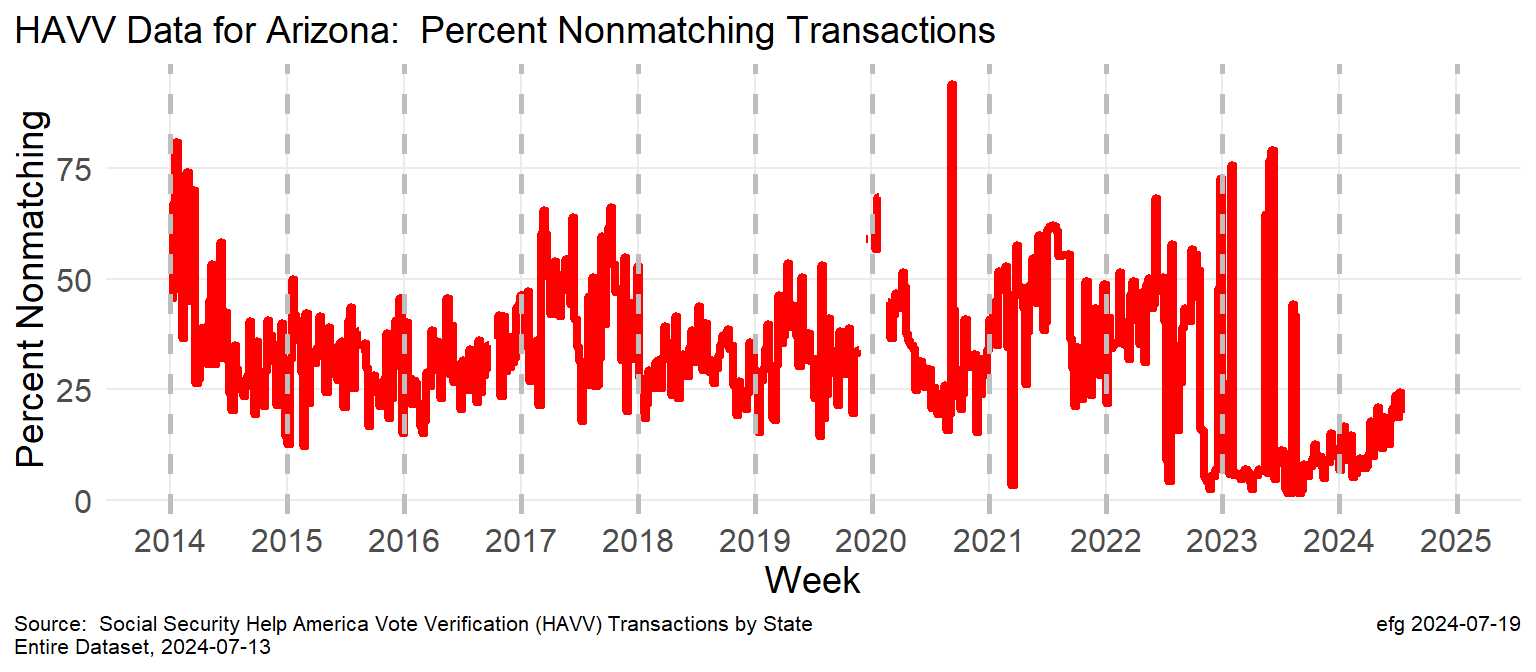 HAVV Data for Arizona:  Percent Nonmatching Transactions
Percent Nonmatching
75
50
25
0
2014 2015 2016 2017 2018 2019 2020 2021 2022 2023 2024 2025
Week
Source:  Social Security Help America Vote Verification (HAVV) Transactions by State
efg 2024-07-19
Entire Dataset, 2024-07-13